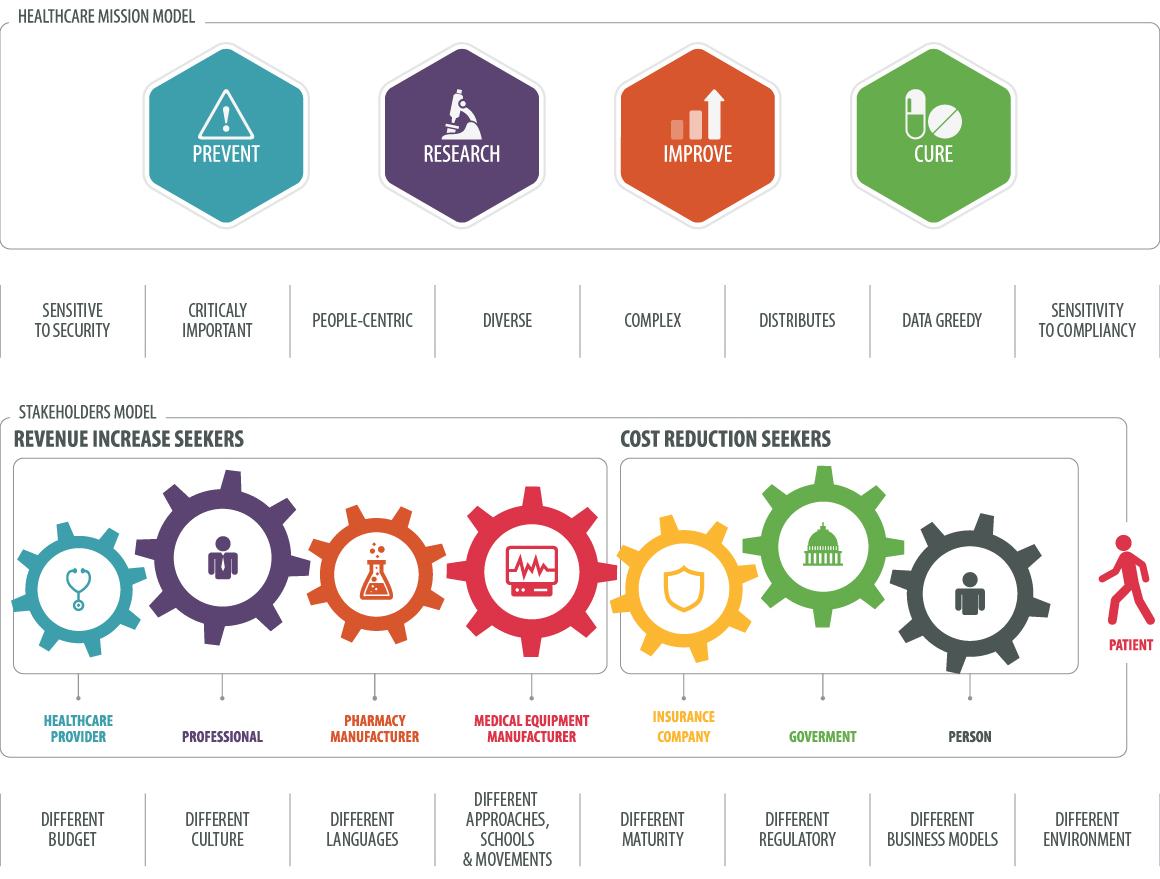 HEALTHCARE MISSION MODEL
PREVENT
RESEARCH
IMPROVE
CURE
SENSITIVE
TO SECURITY
CRITICALY
IMPORTANT
PEOPLE-CENTRIC
DIVERSE
COMPLEX
DISTRIBUTES
DATA GREEDY
SENSITIVITY
TO COMPLIANCY
STAKEHOLDERS MODEL
REVENUE INCREASE SEEKERS
COST REDUCTION SEEKERS
PATIENT
HEALTHCARE
PROVIDER
PROFESSIONAL
PHARMACY
MANUFACTURER
MEDICAL EQUIPMENT
MANUFACTURER
INSURANCE
COMPANY
GOVERMENT
PERSON
DIFFERENT
BUDGET
DIFFERENT
CULTURE
DIFFERENT
LANGUAGES
DIFFERENT
APPROACHES,
SCHOOLS
& MOVEMENTS
DIFFERENT
MATURITY
DIFFERENT
REGULATORY
DIFFERENT
BUSINESS MODELS
DIFFERENT
ENVIRONMENT